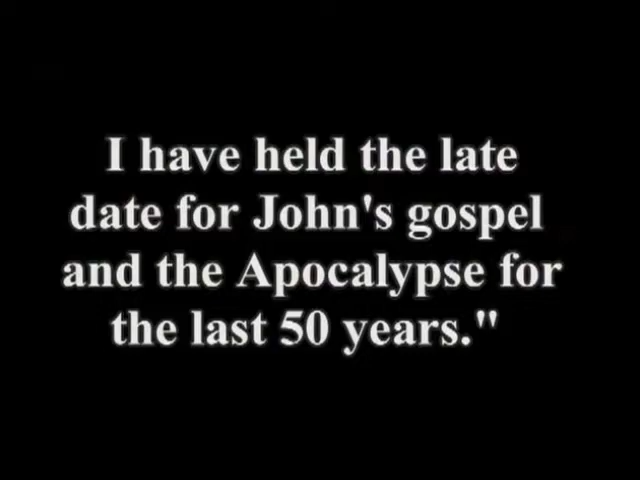 I have held the late
date for John's gospel
and the Apocalypse for
the last 50 years."